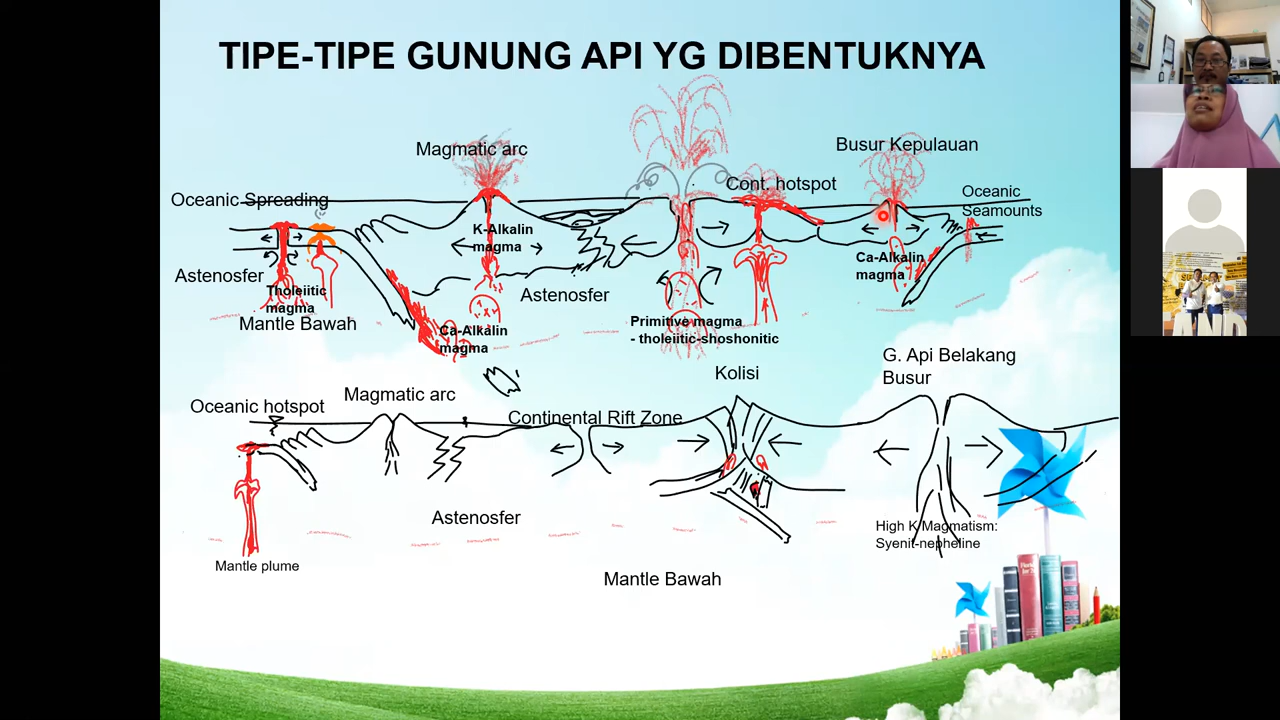 TIPE-TIPE GUNUNG API YG DIBENTUKNYA
Magmatic arc
Busur Kepulauan
Cont. hotspot
Oceanic Spreading
Oceanic
Seamounts
K-Alkalin
magma
Ca-Alkalin
magma
Astenosfer
Tholeiitic
magma
Astenosfer
Mantle Bawah
Ca-Alkalin
magma
Primitive magma
- tholeiitic-shoshonitic
G. Api Belakang
Busur
Kolisi
Magmatic arc
Oceanic hotspot
Continental Rift Zone
Astenosfer
High K Magmatism:
Syenit-nepheline
Mantle plume
Mantle Bawah
AND